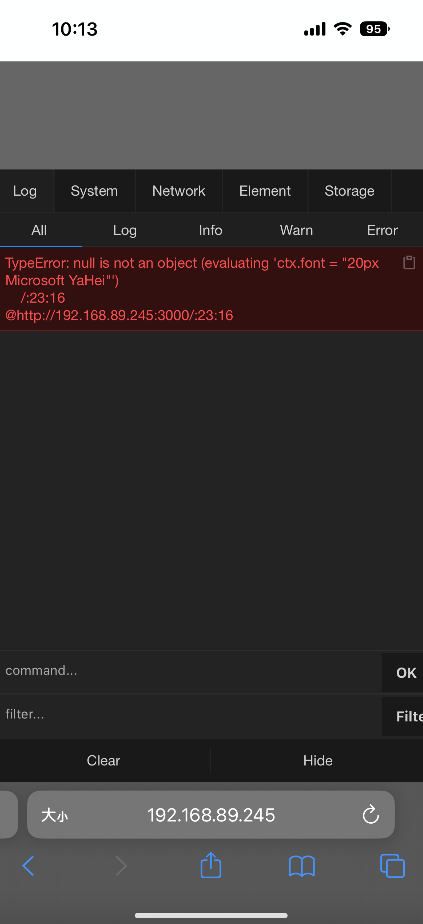 10:13
95
Log System Network Element Storage
All Log Info Warn Error
TypeError: null is not an object (evaluating 'ctx.font = "20px
Microsoft YaHei"')
/:23:16
@http://192.168.89.245:3000/:23:16
command...
OK
filter...
Filte
Clear Hide
大小 192.168.89.245